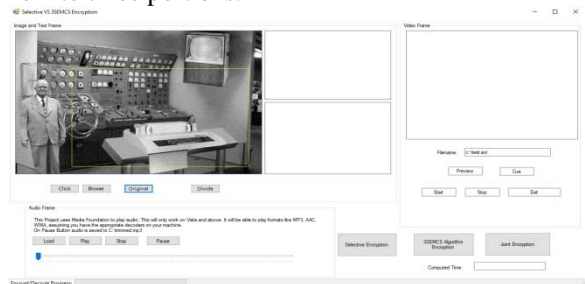 Selective VS 3SEMCS Encryption
Image and Text Frame
Video Frame
Filename:
c:\test.avi
Preview
Cue
Start
Stop
Exit
Click
Browse
Original
Divide
Audio Frame
This Project uses Media Foundation to play audio. This will only work on Vista and above. It will be able to play formats like MP3, AAC,
WMA, assuming you have the appropriate decoders on your machine.
On Pause Button audio is saved to C: trimmed.mp3
Load
Play
Stop
Pause
Selective Encryption
3SEMCS Algorithm
Encryption
Joint Encryption
Computed Time